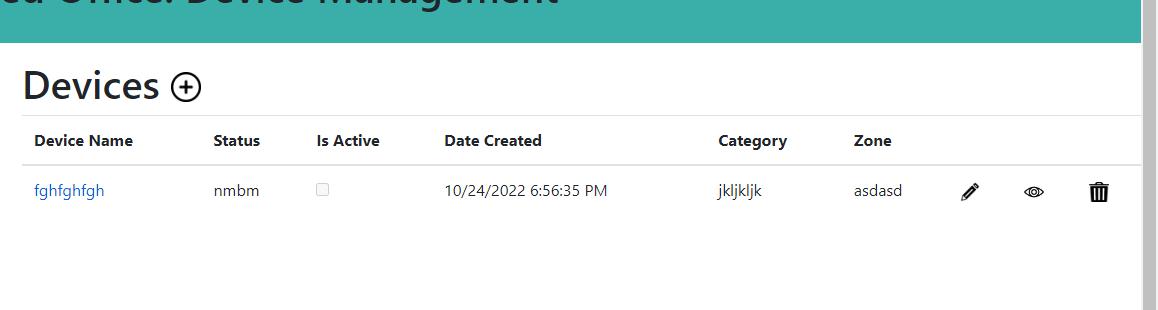 Office: Device Management
Devices
Device Name Status Is Active Date Created Category Zone
fghfghfgh nmbm 10/24/2022 6:56:35 PM jkljkljk asdasd